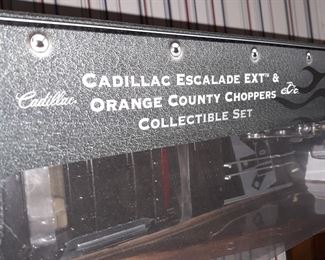 CADILLAC ESCALADE EXT™ &
Cadillac ORANGE COUNTY CHOPPERS
COLLECTIBLE SET